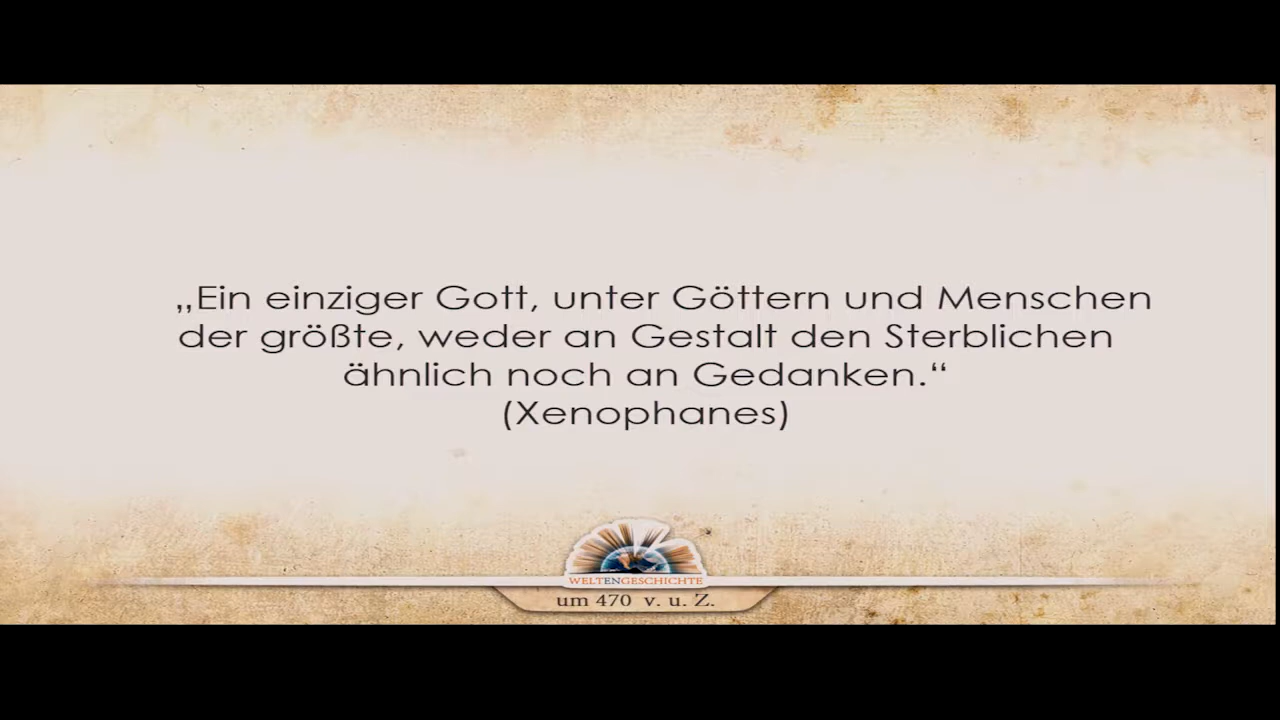 „Ein einziger Gott, unter Göttern und Menschen
der größte, weder an Gestalt den Sterblichen
ähnlich noch an Gedanken.“
(Xenophanes)
WELTENGESCHICHTE
um 470 v. u. Z.